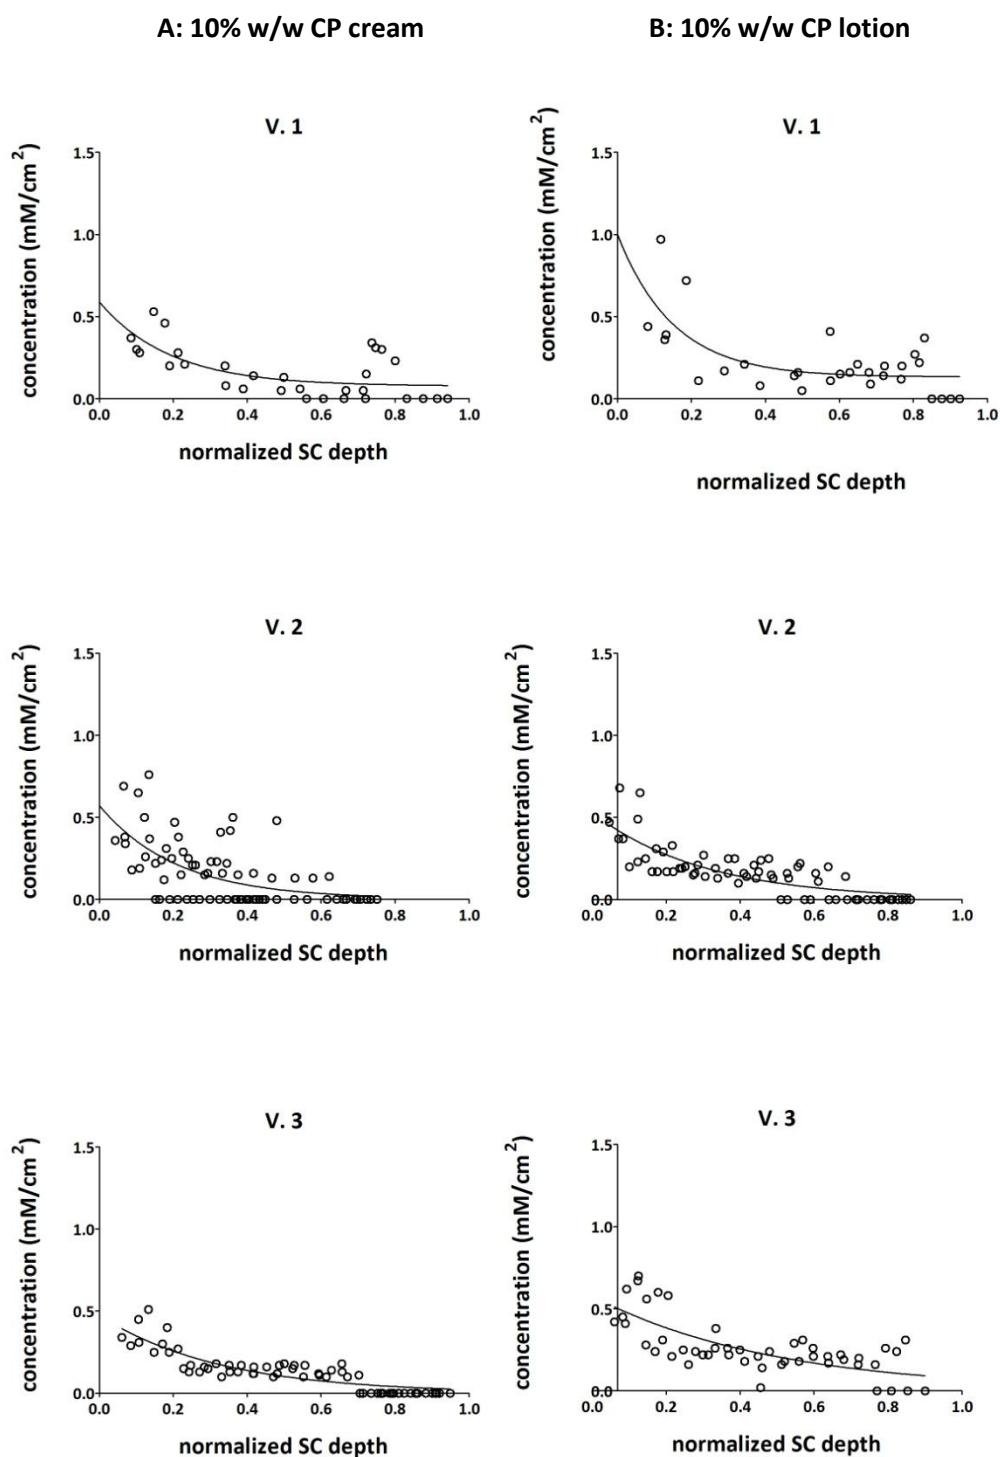 A: 10% w/w CP cream
B: 10% w/w CP lotion
V. 1
concentration (mM/cm²)
1.5
1.0
0.5
0.0
0.0 0.2 0.4 0.6 0.8 1.0
normalized SC depth
V. 1
concentration (mM/cm²)
1.5
1.0
0.5
0.0
0.0 0.2 0.4 0.6 0.8 1.0
normalized SC depth
V. 2
concentration (mM/cm²)
1.5
1.0
0.5
0.0
0.0 0.2 0.4 0.6 0.8 1.0
normalized SC depth
V. 2
concentration (mM/cm²)
1.5
1.0
0.5
0.0
0.0 0.2 0.4 0.6 0.8 1.0
normalized SC depth
V. 3
concentration (mM/cm²)
1.5
1.0
0.5
0.0
0.0 0.2 0.4 0.6 0.8 1.0
normalized SC depth
V. 3
concentration (mM/cm²)
1.5
1.0
0.5
0.0
0.0 0.2 0.4 0.6 0.8 1.0
normalized SC depth